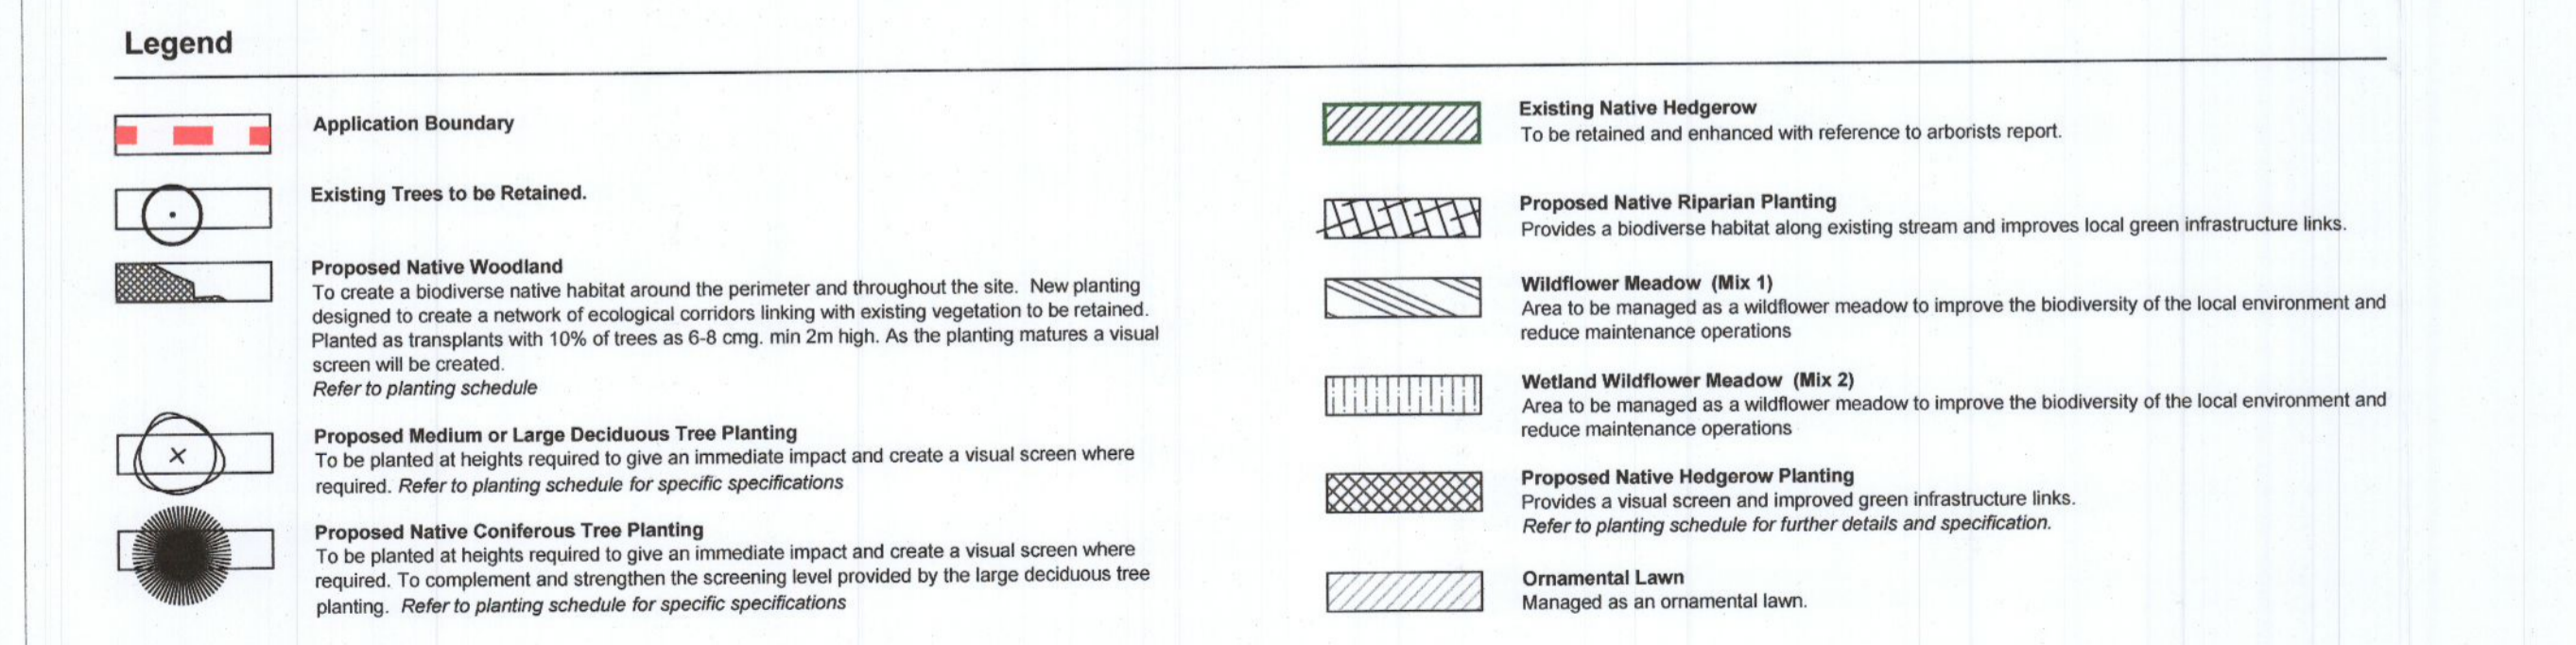 Legend
Application Boundary
Existing Trees to be Retained.
Proposed Native Woodland
To create a biodiverse native habitat around the perimeter and throughout the site. New planting
designed to create a network of ecological corridors linking with existing vegetation to be retained.
Planted as transplants with 10% of trees as 6-8 cmg. min 2m high. As the planting matures a visual
screen will be created.
Refer to planting schedule
Proposed Medium or Large Deciduous Tree Planting
To be planted at heights required to give an immediate impact and create a visual screen where
required. Refer to planting schedule for specific specifications
Proposed Native Coniferous Tree Planting
To be planted at heights required to give an immediate impact and create a visual screen where
required. To complement and strengthen the screening level provided by the large deciduous tree
planting. Refer to planting schedule for specific specifications
Existing Native Hedgerow
To be retained and enhanced with reference to arborists report.
Proposed Native Riparian Planting
Provides a biodiverse habitat along existing stream and improves local green infrastructure links.
Wildflower Meadow (Mix 1)
Area to be managed as a wildflower meadow to improve the biodiversity of the local environment and
reduce maintenance operations
Wetland Wildflower Meadow (Mix 2)
Area to be managed as a wildflower meadow to improve the biodiversity of the local environment and
reduce maintenance operations
Proposed Native Hedgerow Planting
Provides a visual screen and improved green infrastructure links.
Refer to planting schedule for further details and specification.
Ornamental Lawn
Managed as an ornamental lawn.